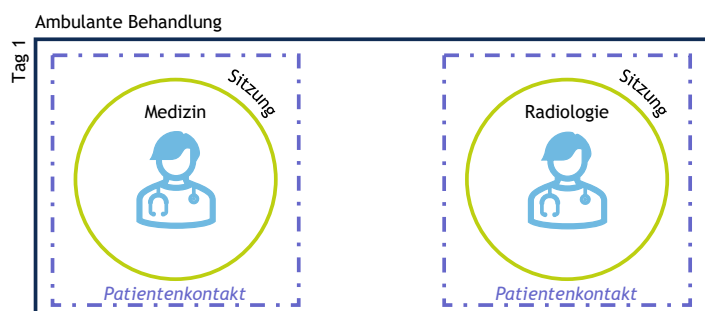 Ambulante Behandlung
Tag 1
Sitzung
Medizin
Patientenkontakt
Sitzung
Radiologie
Patientenkontakt